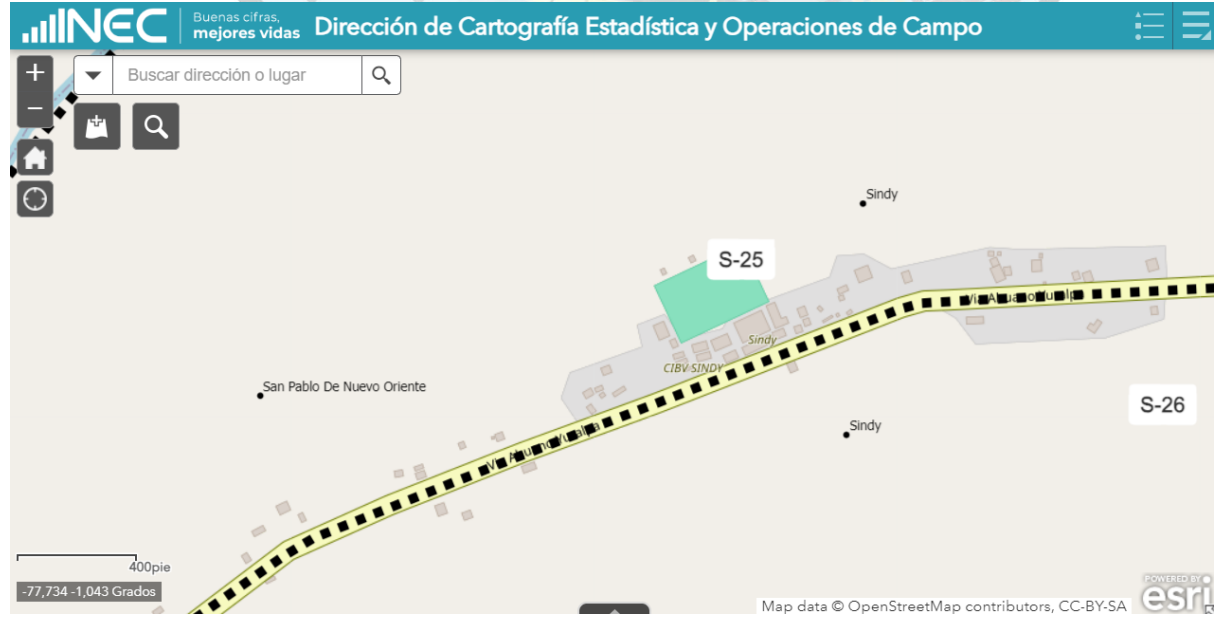 INEC
Buenas cifras,
mejores vidas
Dirección de Cartografía Estadística y Operaciones de Campo
Buscar dirección o lugar
Sindy
S-25
Sindy
CIBV SINDY
San Pablo De Nuevo Oriente
S-26
Sindy
400pie
-77,734 -1,043 Grados
Map data © OpenStreetMap contributors, CC-BY-SA
POWERED BY
esri